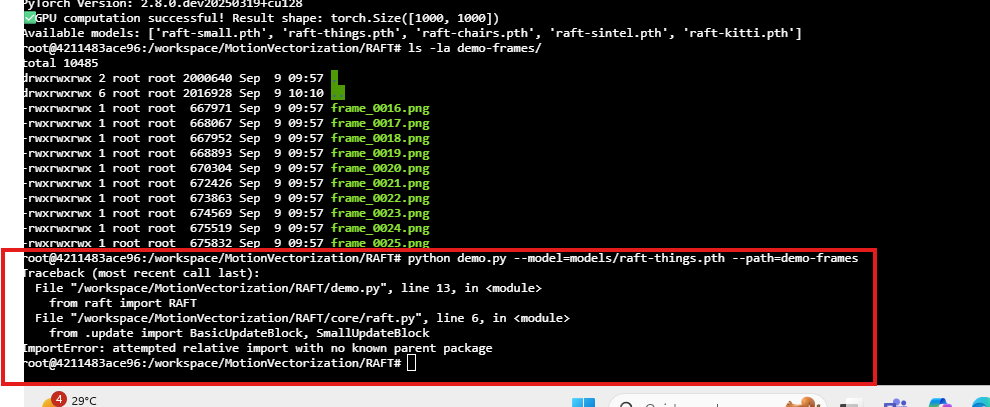 PyTorch Version: 2.8.0.dev20250319+cu128
✅GPU computation successful! Result shape: torch.Size([1000, 1000])
Available models: ['raft-small.pth', 'raft-things.pth', 'raft-chairs.pth', 'raft-sintel.pth', 'raft-kitti.pth']
root@4211483ace96:/workspace/MotionVectorization/RAFT# ls -la demo-frames/
total 10485
drwxrwxrwx 2 root root 2000640 Sep  9 09:57 .
drwxrwxrwx 6 root root 2016928 Sep  9 10:10 ..
-rwxrwxrwx 1 root root  667971 Sep  9 09:57 frame_0016.png
-rwxrwxrwx 1 root root  668067 Sep  9 09:57 frame_0017.png
-rwxrwxrwx 1 root root  667952 Sep  9 09:57 frame_0018.png
-rwxrwxrwx 1 root root  668893 Sep  9 09:57 frame_0019.png
-rwxrwxrwx 1 root root  670304 Sep  9 09:57 frame_0020.png
-rwxrwxrwx 1 root root  672426 Sep  9 09:57 frame_0021.png
-rwxrwxrwx 1 root root  673863 Sep  9 09:57 frame_0022.png
-rwxrwxrwx 1 root root  674569 Sep  9 09:57 frame_0023.png
-rwxrwxrwx 1 root root  675519 Sep  9 09:57 frame_0024.png
-rwxrwxrwx 1 root root  675832 Sep  9 09:57 frame_0025.png
root@4211483ace96:/workspace/MotionVectorization/RAFT# python demo.py --model=models/raft-things.pth --path=demo-frames
Traceback (most recent call last):
  File "/workspace/MotionVectorization/RAFT/demo.py", line 13, in <module>
    from raft import RAFT
  File "/workspace/MotionVectorization/RAFT/core/raft.py", line 6, in <module>
    from .update import BasicUpdateBlock, SmallUpdateBlock
ImportError: attempted relative import with no known parent package
root@4211483ace96:/workspace/MotionVectorization/RAFT#
4
29°C